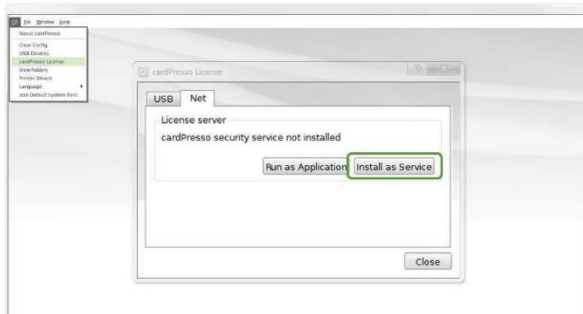 File Window Help
About cardPresso
Clear Config
USB Devices
cardPresso License
View Folders
Printer Drivers
Language
Use Default System Font
cardPresso License
USB Net
License server
cardPresso security service not installed
Run as Application Install as Service
Close